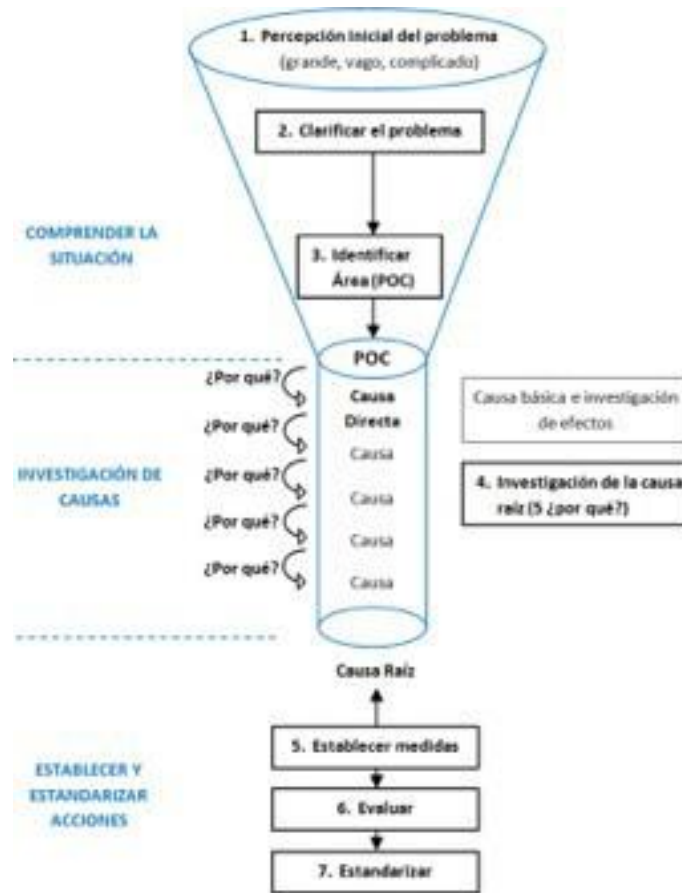 1. Percepción inicial del problema
(grande, vago, complicado)
2. Clarificar el problema
COMPRENDER LA
SITUACIÓN
3. Identificar
Área (POC)
POC
¿Por qué?
Causa
Directa
¿Por qué?
Causa
¿Por qué?
Causa
¿Por qué?
Causa
¿Por qué?
Causa
INVESTIGACIÓN DE
CAUSAS
Causa básica e investigación
de efectos
4. Investigación de la causa
raíz (5 ¿por qué?)
Causa Raíz
ESTABLECER Y
ESTANDARIZAR
ACCIONES
5. Establecer medidas
6. Evaluar
7. Estandarizar